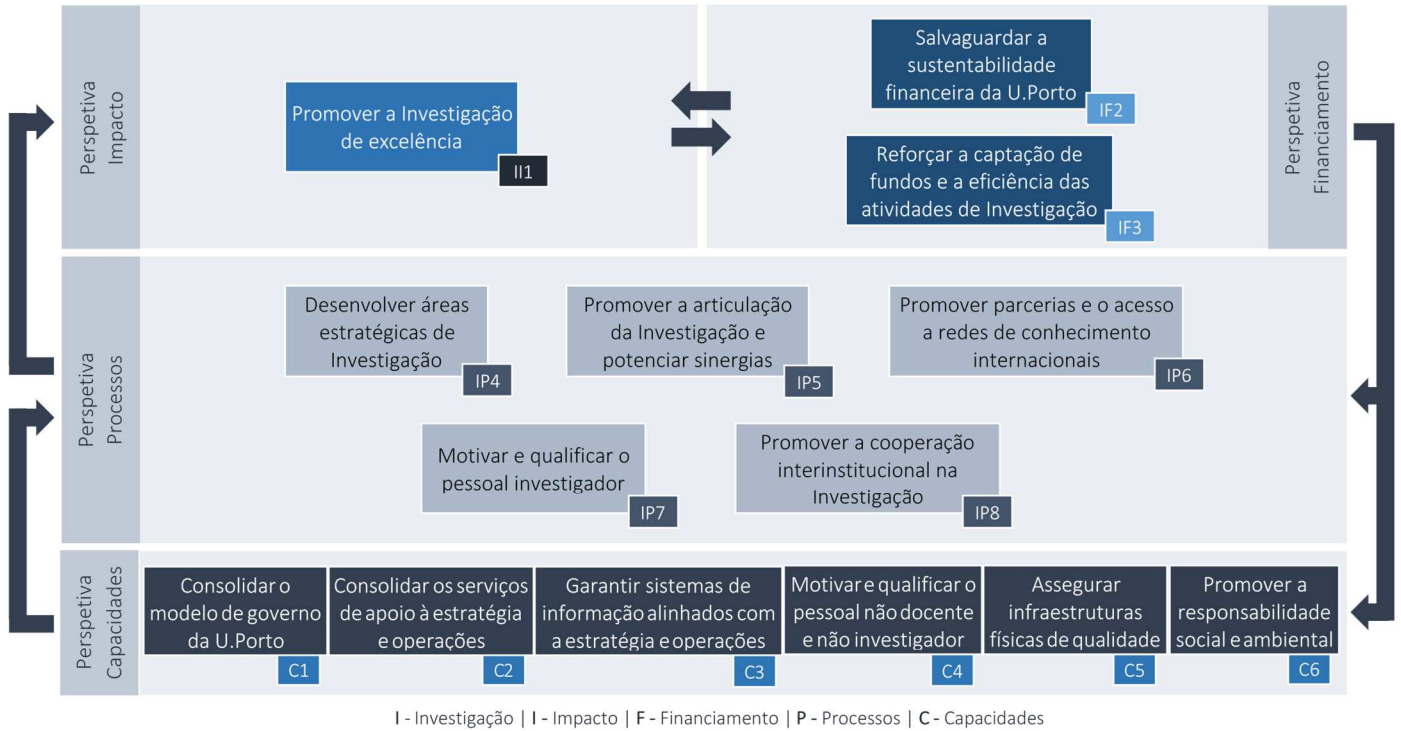 Perspetiva
Impacto
Promover a Investigação
de excelência
II1
Salvaguardar a
sustentabilidade
financeira da U.Porto
IF2
Reforçar a captação de
fundos e a eficiência das
atividades de Investigação
IF3
Perspetiva
Financiamento
Perspetiva
Processos
Desenvolver áreas
estratégicas de
Investigação
IP4
Promover a articulação
da Investigação e
potenciar sinergias
IP5
Promover parcerias e o acesso
a redes de conhecimento
internacionais
IP6
Motivar e qualificar o
pessoal investigador
IP7
Promover a cooperação
interinstitucional na
Investigação
IP8
Perspetiva
Capacidades
Consolidar o
modelo de governo
da U.Porto
C1
Consolidar os serviços
de apoio à estratégia
e operações
C2
Garantir sistemas de
informação alinhados com
a estratégia e operações
C3
Motivar e qualificar o
pessoal não docente
e não investigador
C4
Assegurar
infraestruturas
físicas de qualidade
C5
Promover a
responsabilidade
social e ambiental
C6
I - Investigação | I - Impacto | F - Financiamento | P - Processos | C - Capacidades